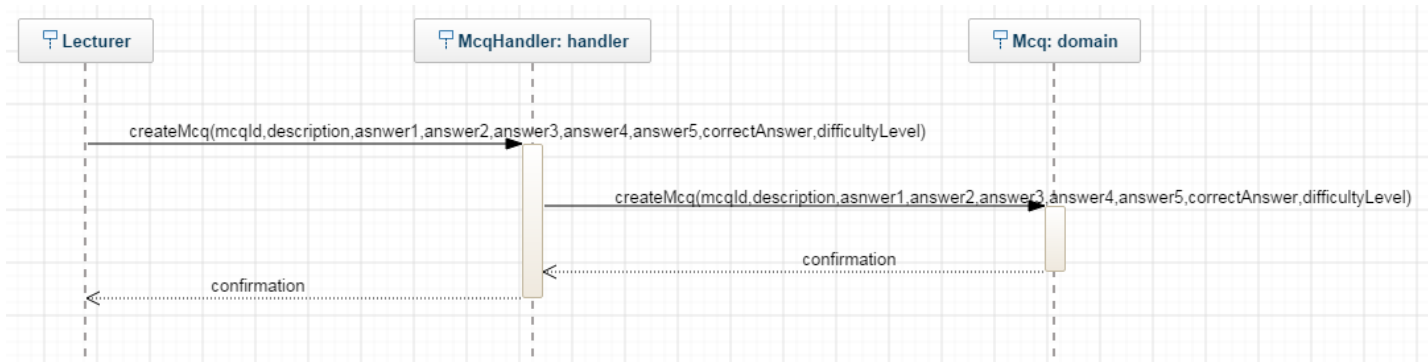 Lecturer
McqHandler: handler
Mcq: domain
createMcq(mcqId,description,asnwer1,answer2,answer3,answer4,answer5,correctAnswer,difficultyLevel)
createMcq(mcqId,description,asnwer1,answer2,answer3,answer4,answer5,correctAnswer,difficultyLevel)
confirmation
confirmation